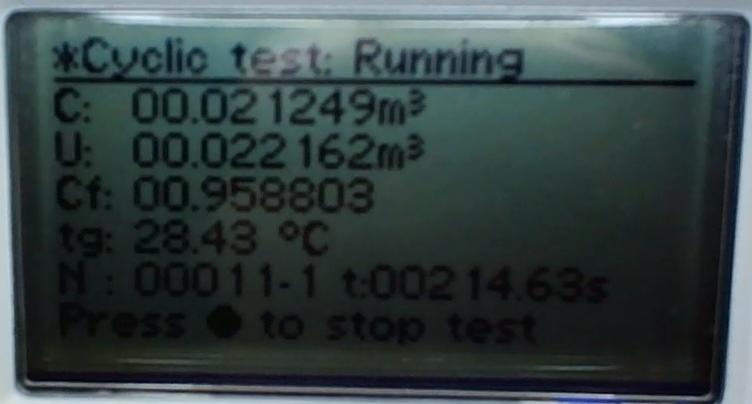 *Cyclic test: Running
C: 00.021249m³
U: 00.022162m³
Cf: 00.958803
tg: 28.43 °C
N : 00011-1 t:00214.63s
Press ● to stop test